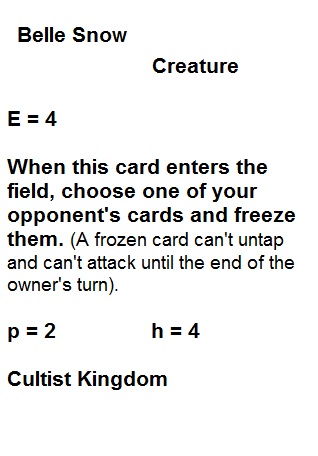 Belle Snow
Creature
E = 4
When this card enters the
field, choose one of your
opponent's cards and freeze
them. (A frozen card can't untap
and can't attack until the end of the
owner's turn).
p = 2 h = 4
Cultist Kingdom